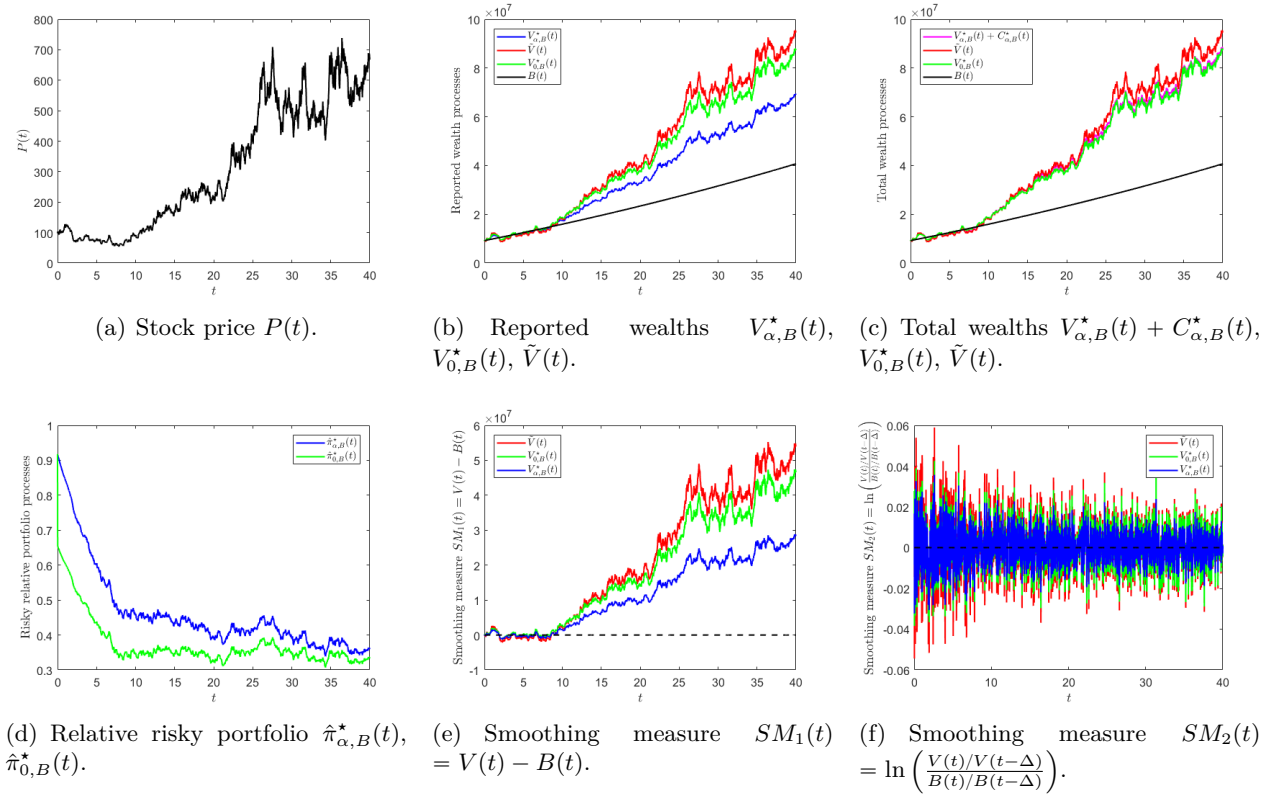 800
700
600
500
400
300
200
100
0
P(t)
0 5 10 15 20 25 30 35 40
t
(a) Stock price P(t).
×10⁷
10
8
6
4
2
0
Reported wealth processes
V⋆α,B(t)
Ṽ(t)
V⋆0,B(t)
B(t)
0 5 10 15 20 25 30 35 40
t
(b) Reported wealths V⋆α,B(t),
V⋆0,B(t), Ṽ(t).
×10⁷
10
8
6
4
2
0
Total wealth processes
V⋆α,B(t) + C⋆α,B(t)
Ṽ(t)
V⋆0,B(t)
B(t)
0 5 10 15 20 25 30 35 40
t
(c) Total wealths V⋆α,B(t) + C⋆α,B(t),
V⋆0,B(t), Ṽ(t).
1
0.9
0.8
0.7
0.6
0.5
0.4
0.3
Risky relative portfolio processes
π̂⋆α,B(t)
π̂⋆0,B(t)
0 5 10 15 20 25 30 35 40
t
(d) Relative risky portfolio π̂⋆α,B(t),
π̂⋆0,B(t).
×10⁷
6
5
4
3
2
1
0
-1
Smoothing measure SM₁(t) = V(t) − B(t)
Ṽ(t)
V⋆0,B(t)
V⋆α,B(t)
0 5 10 15 20 25 30 35 40
t
(e) Smoothing measure SM₁(t)
= V(t) − B(t).
0.06
0.04
0.02
0
-0.02
-0.04
-0.06
Smoothing measure SM₂(t) = ln((V(t)/V(t−Δ))/(B(t)/B(t−Δ)))
Ṽ(t)
V⋆0,B(t)
V⋆α,B(t)
0 10 20 30 40
t
(f) Smoothing measure SM₂(t)
= ln((V(t)/V(t−Δ))/(B(t)/B(t−Δ))).